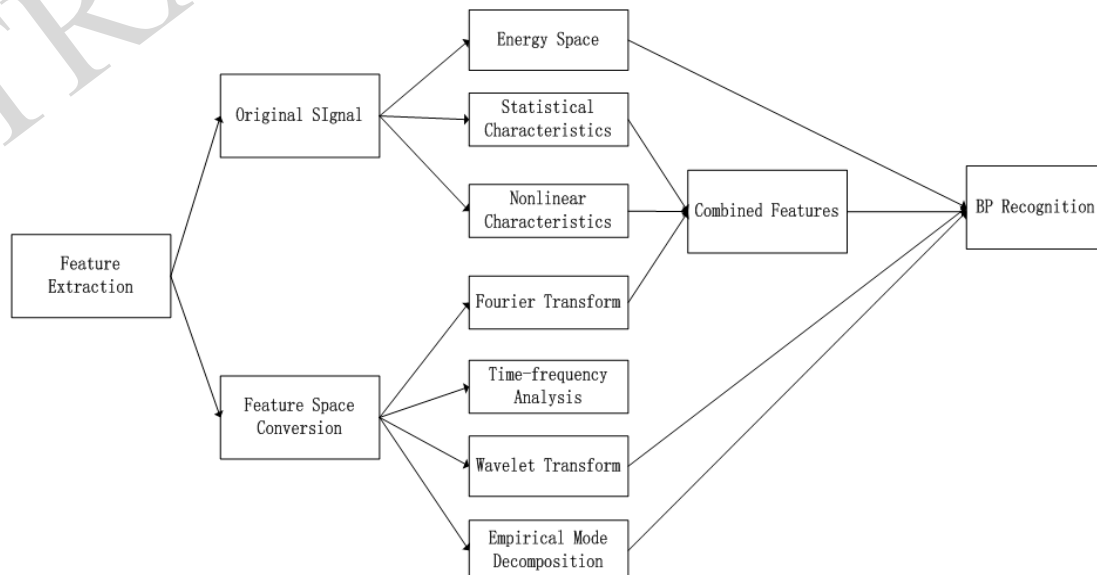 Energy Space
Original SIgnal
Statistical
Characteristics
Nonlinear
Characteristics
Combined Features
BP Recognition
Feature
Extraction
Fourier Transform
Time-frequency
Analysis
Feature Space
Conversion
Wavelet Transform
Empirical Mode
Decomposition